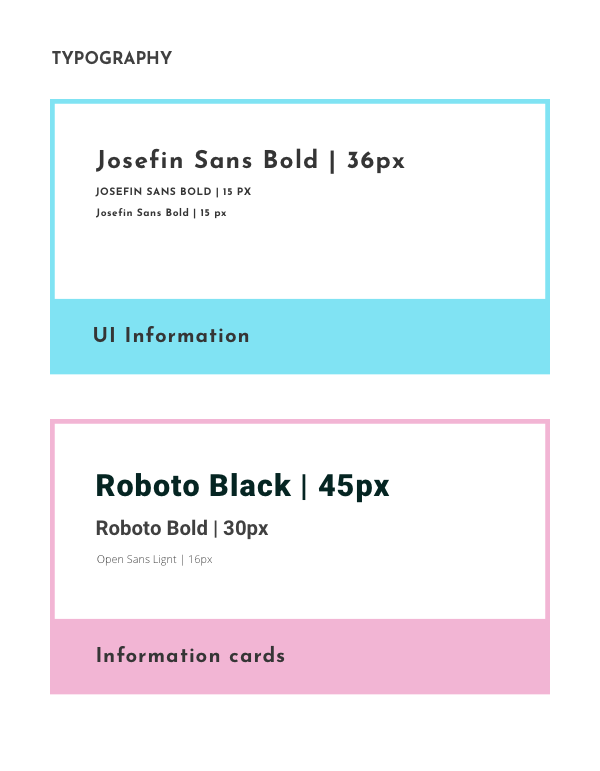 TYPOGRAPHY
Josefin Sans Bold | 36px
JOSEFIN SANS BOLD | 15 PX
Josefin Sans Bold | 15 px
UI Information
Roboto Black | 45px
Roboto Bold | 30px
Open Sans Lignt | 16px
Information cards